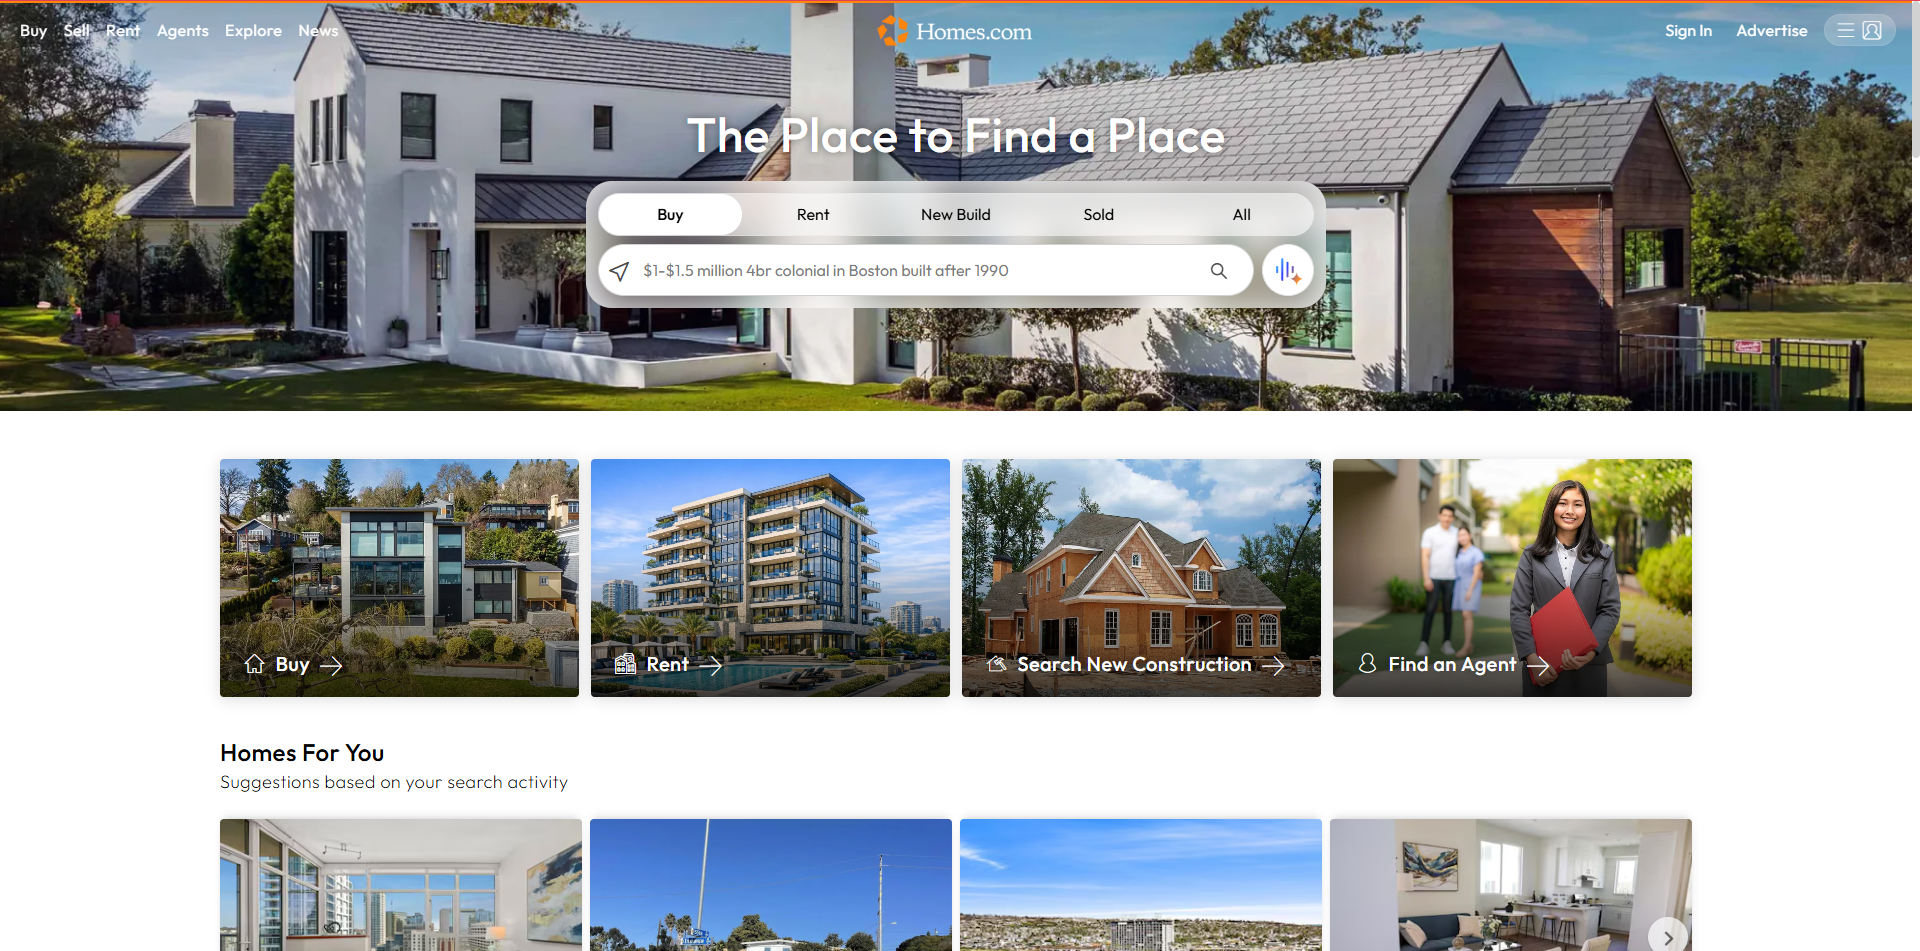 Buy Sell Rent Agents Explore News
Homes.com
Sign In Advertise
The Place to Find a Place
Buy Rent New Build Sold All
$1-$1.5 million 4br colonial in Boston built after 1990
Buy
Rent
Search New Construction
Find an Agent
Homes For You
Suggestions based on your search activity